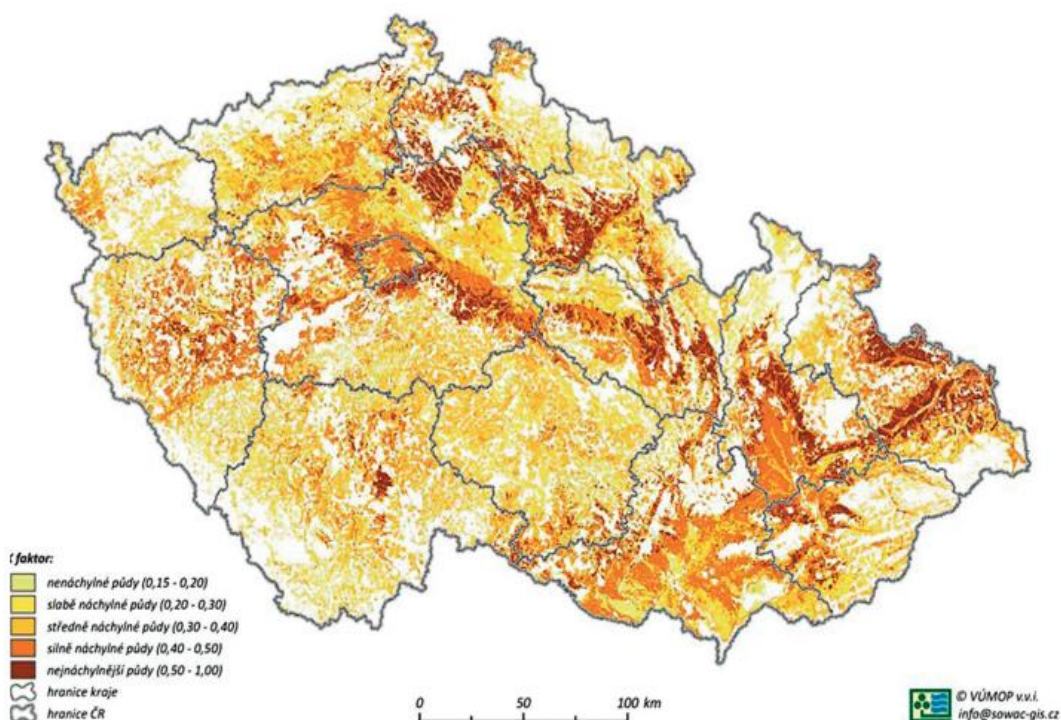 faktor:
nenáchylné půdy (0,15 - 0,20)
slabě náchylné půdy (0,20 - 0,30)
středně náchylné půdy (0,30 - 0,40)
silně náchylné půdy (0,40 - 0,50)
nejnáchylnější půdy (0,50 - 1,00)
hranice kraje
hranice ČR
0 50 100 km
© VÚMOP v.v.i.
info@sowac-gis.cz